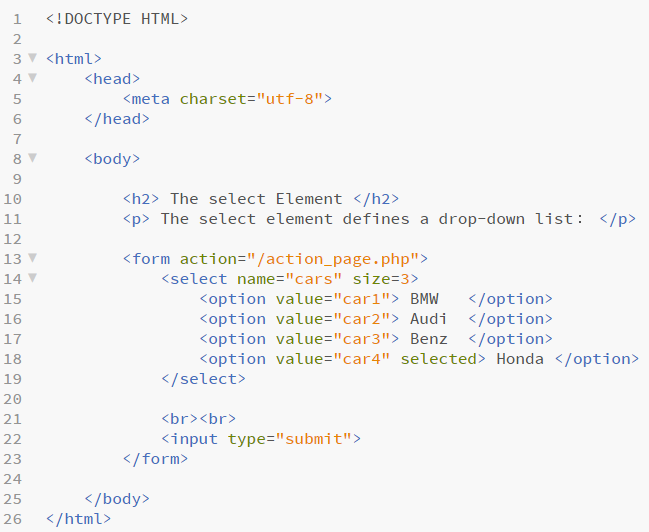 1 <!DOCTYPE HTML>
2
3 <html>
4 <head>
5 <meta charset="utf-8">
6 </head>
7
8 <body>
9
10 <h2> The select Element </h2>
11 <p> The select element defines a drop-down list: </p>
12
13 <form action="/action_page.php">
14 <select name="cars" size=3>
15 <option value="car1"> BMW </option>
16 <option value="car2"> Audi </option>
17 <option value="car3"> Benz </option>
18 <option value="car4" selected> Honda </option>
19 </select>
20
21 <br><br>
22 <input type="submit">
23 </form>
24
25 </body>
26 </html>